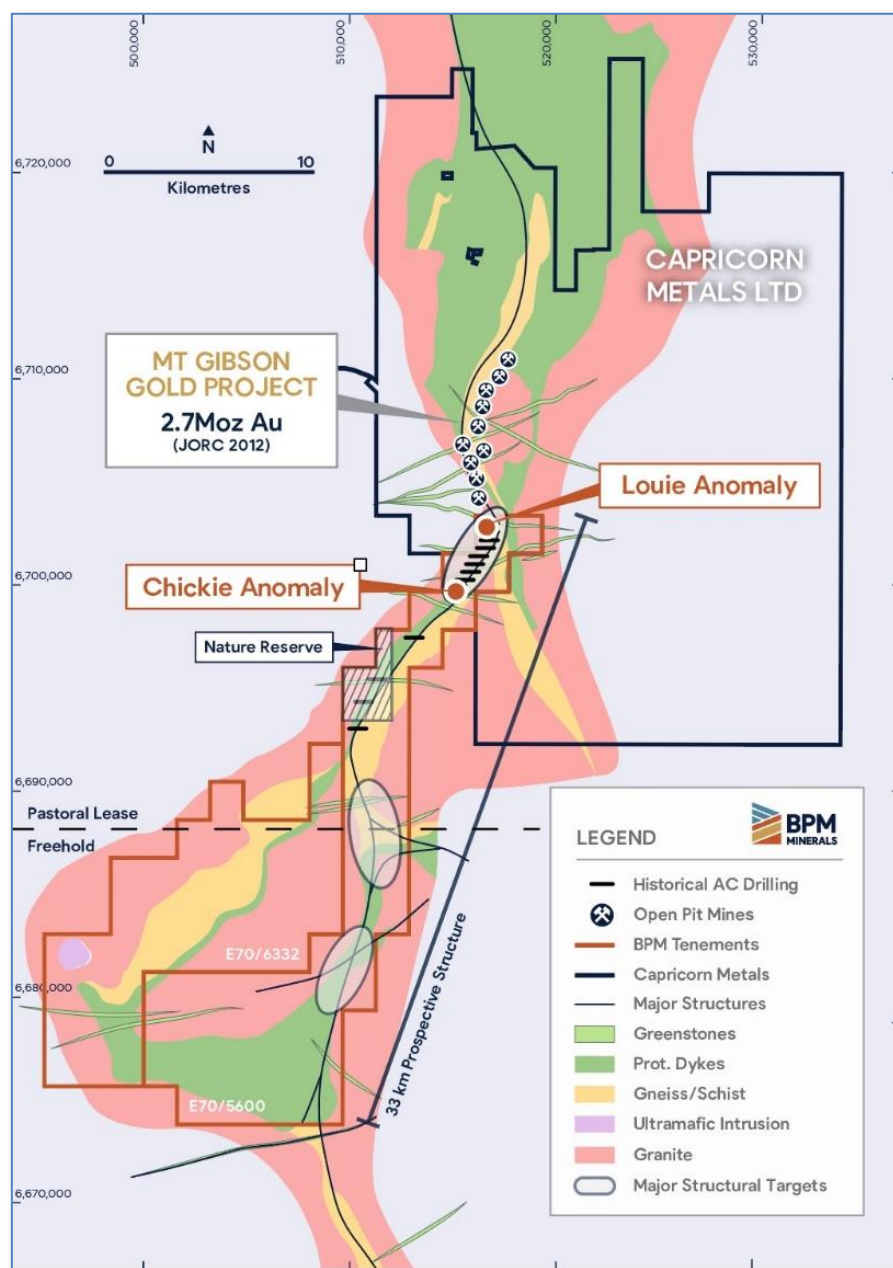 500,000
510,000
520,000
530,000
6,720,000
N
0 10
Kilometres
CAPRICORN
METALS LTD
6,710,000
MT GIBSON
GOLD PROJECT
2.7Moz Au
(JORC 2012)
Louie Anomaly
6,700,000
Chickie Anomaly
Nature Reserve
6,690,000
Pastoral Lease
Freehold
33 km Prospective Structure
E70/6332
6,680,000
E70/5600
6,670,000
BPM
MINERALS
LEGEND
Historical AC Drilling
Open Pit Mines
BPM Tenements
Capricorn Metals
Major Structures
Greenstones
Prot. Dykes
Gneiss/Schist
Ultramafic Intrusion
Granite
Major Structural Targets